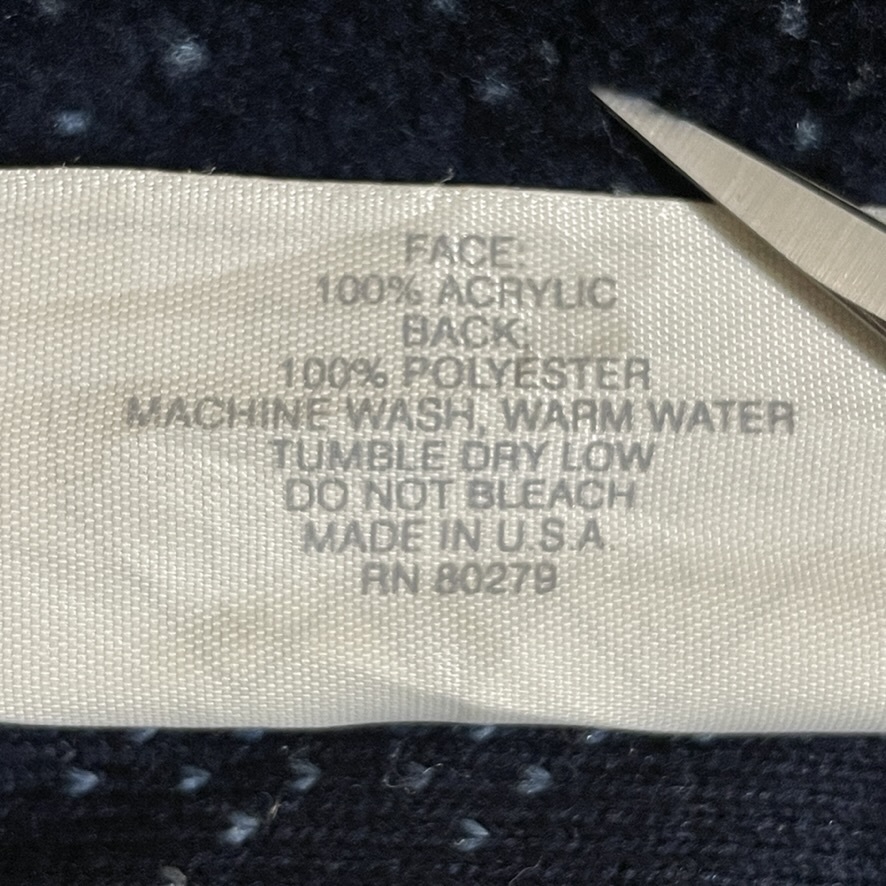 FACE:
100% ACRYLIC
BACK:
100% POLYESTER
MACHINE WASH, WARM WATER
TUMBLE DRY LOW
DO NOT BLEACH
MADE IN U.S.A.
RN 80279